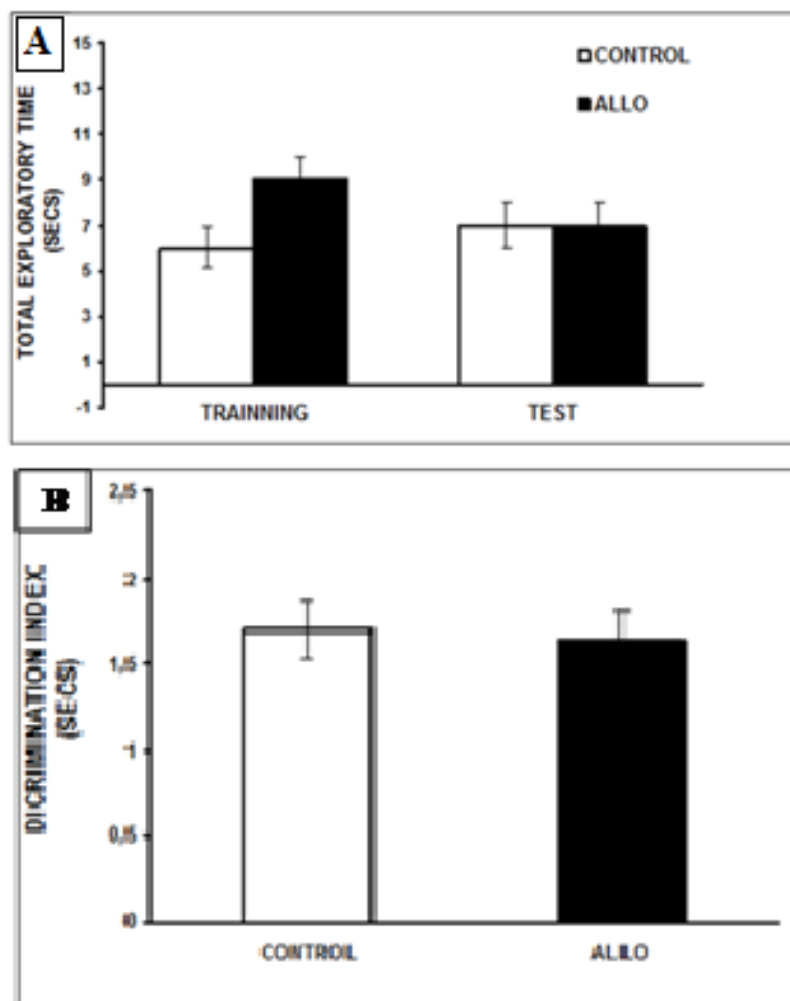 A
15
13
11
9
7
5
3
1
-1
TOTAL EXPLORATORY TIME
(SECS)
CONTROL
ALLO
TRAINNING
TEST
B
2,5
2
1,5
1
0,5
0
DICRIMINATION INDEX
(SECS)
CONTROL
ALLO